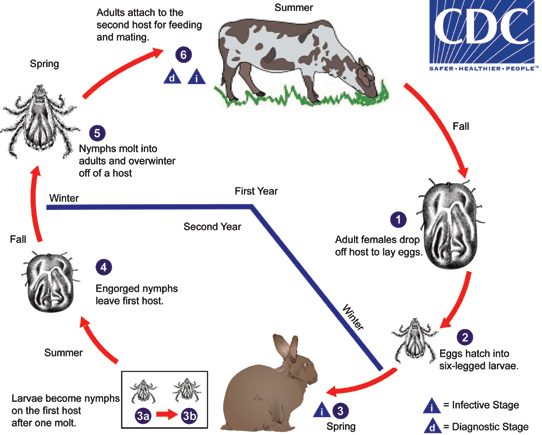 Adults attach to the
second host for feeding
and mating.
6
d i
Summer
CDC
SAFER • HEALTHIER • PEOPLE™
Spring
Fall
5
Nymphs molt into
adults and overwinter
off of a host
Winter
First Year
Second Year
1
Adult females drop
off host to lay eggs.
Fall
4
Engorged nymphs
leave first host.
Winter
2
Eggs hatch into
six-legged larvae.
Summer
Larvae become nymphs
on the first host
after one molt.
3a
3b
i
3
Spring
i = Infective Stage
d = Diagnostic Stage